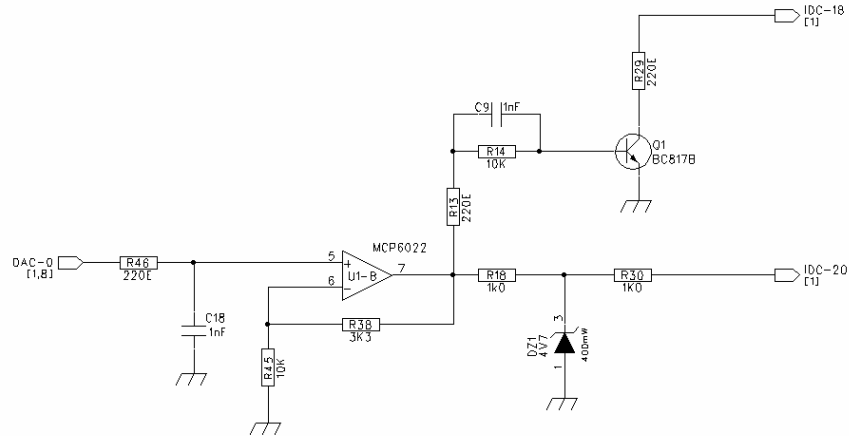 IDC-18
[1]
R29
220E
C9
1nF
R14
10K
Q1
BC817B
R13
220E
MCP6022
DAC-0
[1,8]
R46
220E
5
+
U1-B
7
6
-
R18
1k0
R30
1K0
IDC-20
[1]
C18
1nF
R38
3K3
R45
10K
3
DZ1
4V7
400mW
1